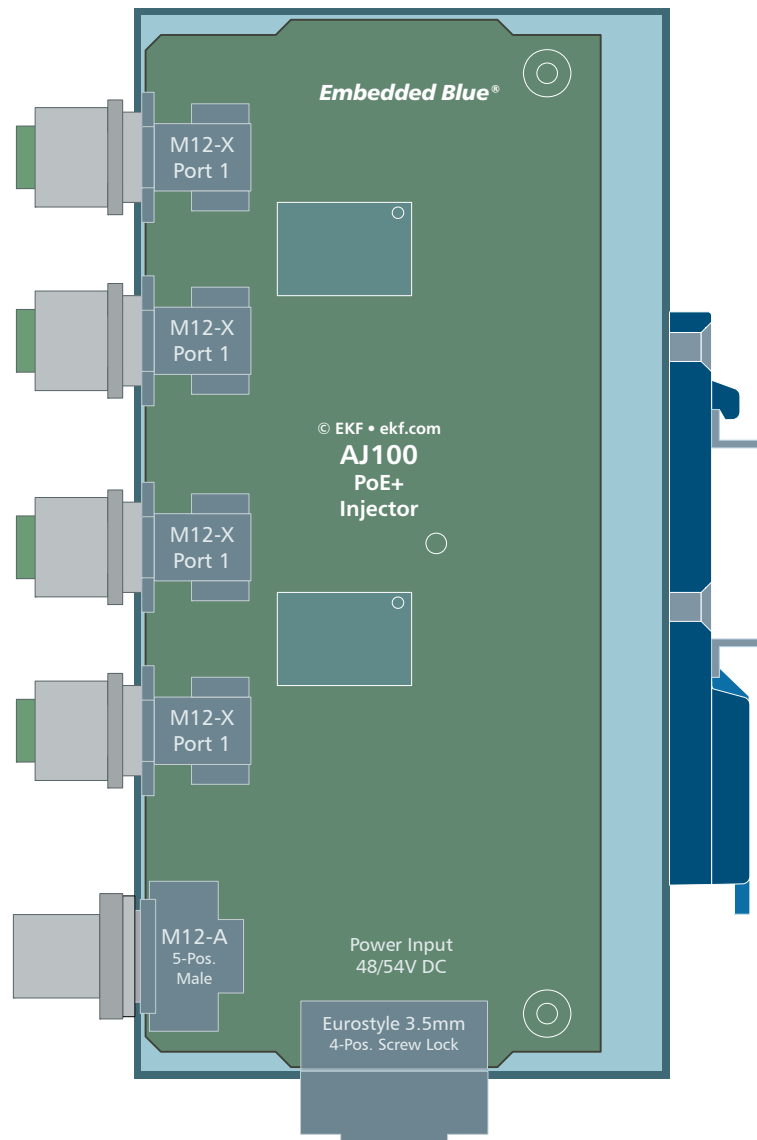 Embedded Blue®
M12-X
Port 1
M12-X
Port 1
© EKF • ekf.com
AJ100
PoE+
Injector
M12-X
Port 1
M12-X
Port 1
M12-A
5-Pos.
Male
Power Input
48/54V DC
Eurostyle 3.5mm
4-Pos. Screw Lock